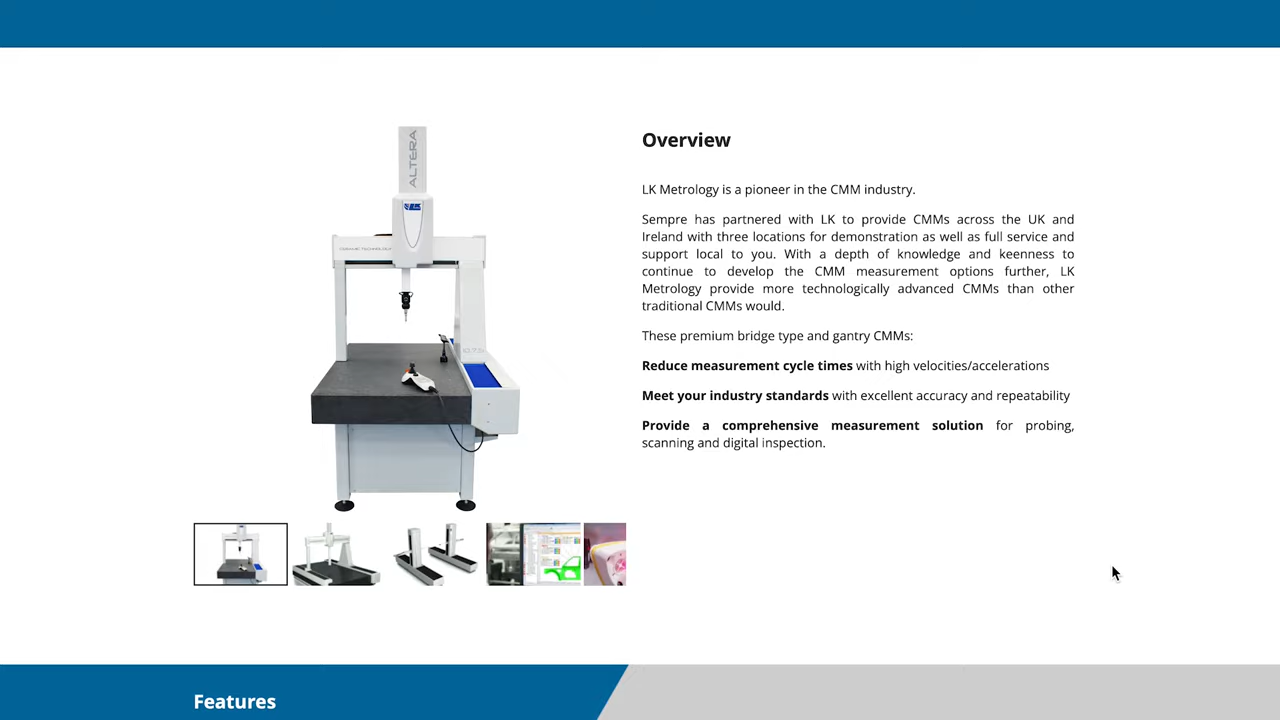 Overview
ALTERA
LK
LK Metrology is a pioneer in the CMM industry.
Sempre has partnered with LK to provide CMMs across the UK and
Ireland with three locations for demonstration as well as full service and
support local to you. With a depth of knowledge and keenness to
continue to develop the CMM measurement options further, LK
Metrology provide more technologically advanced CMMs than other
traditional CMMs would.
These premium bridge type and gantry CMMs:
Reduce measurement cycle times with high velocities/accelerations
Meet your industry standards with excellent accuracy and repeatability
Provide a comprehensive measurement solution for probing,
scanning and digital inspection.
Features